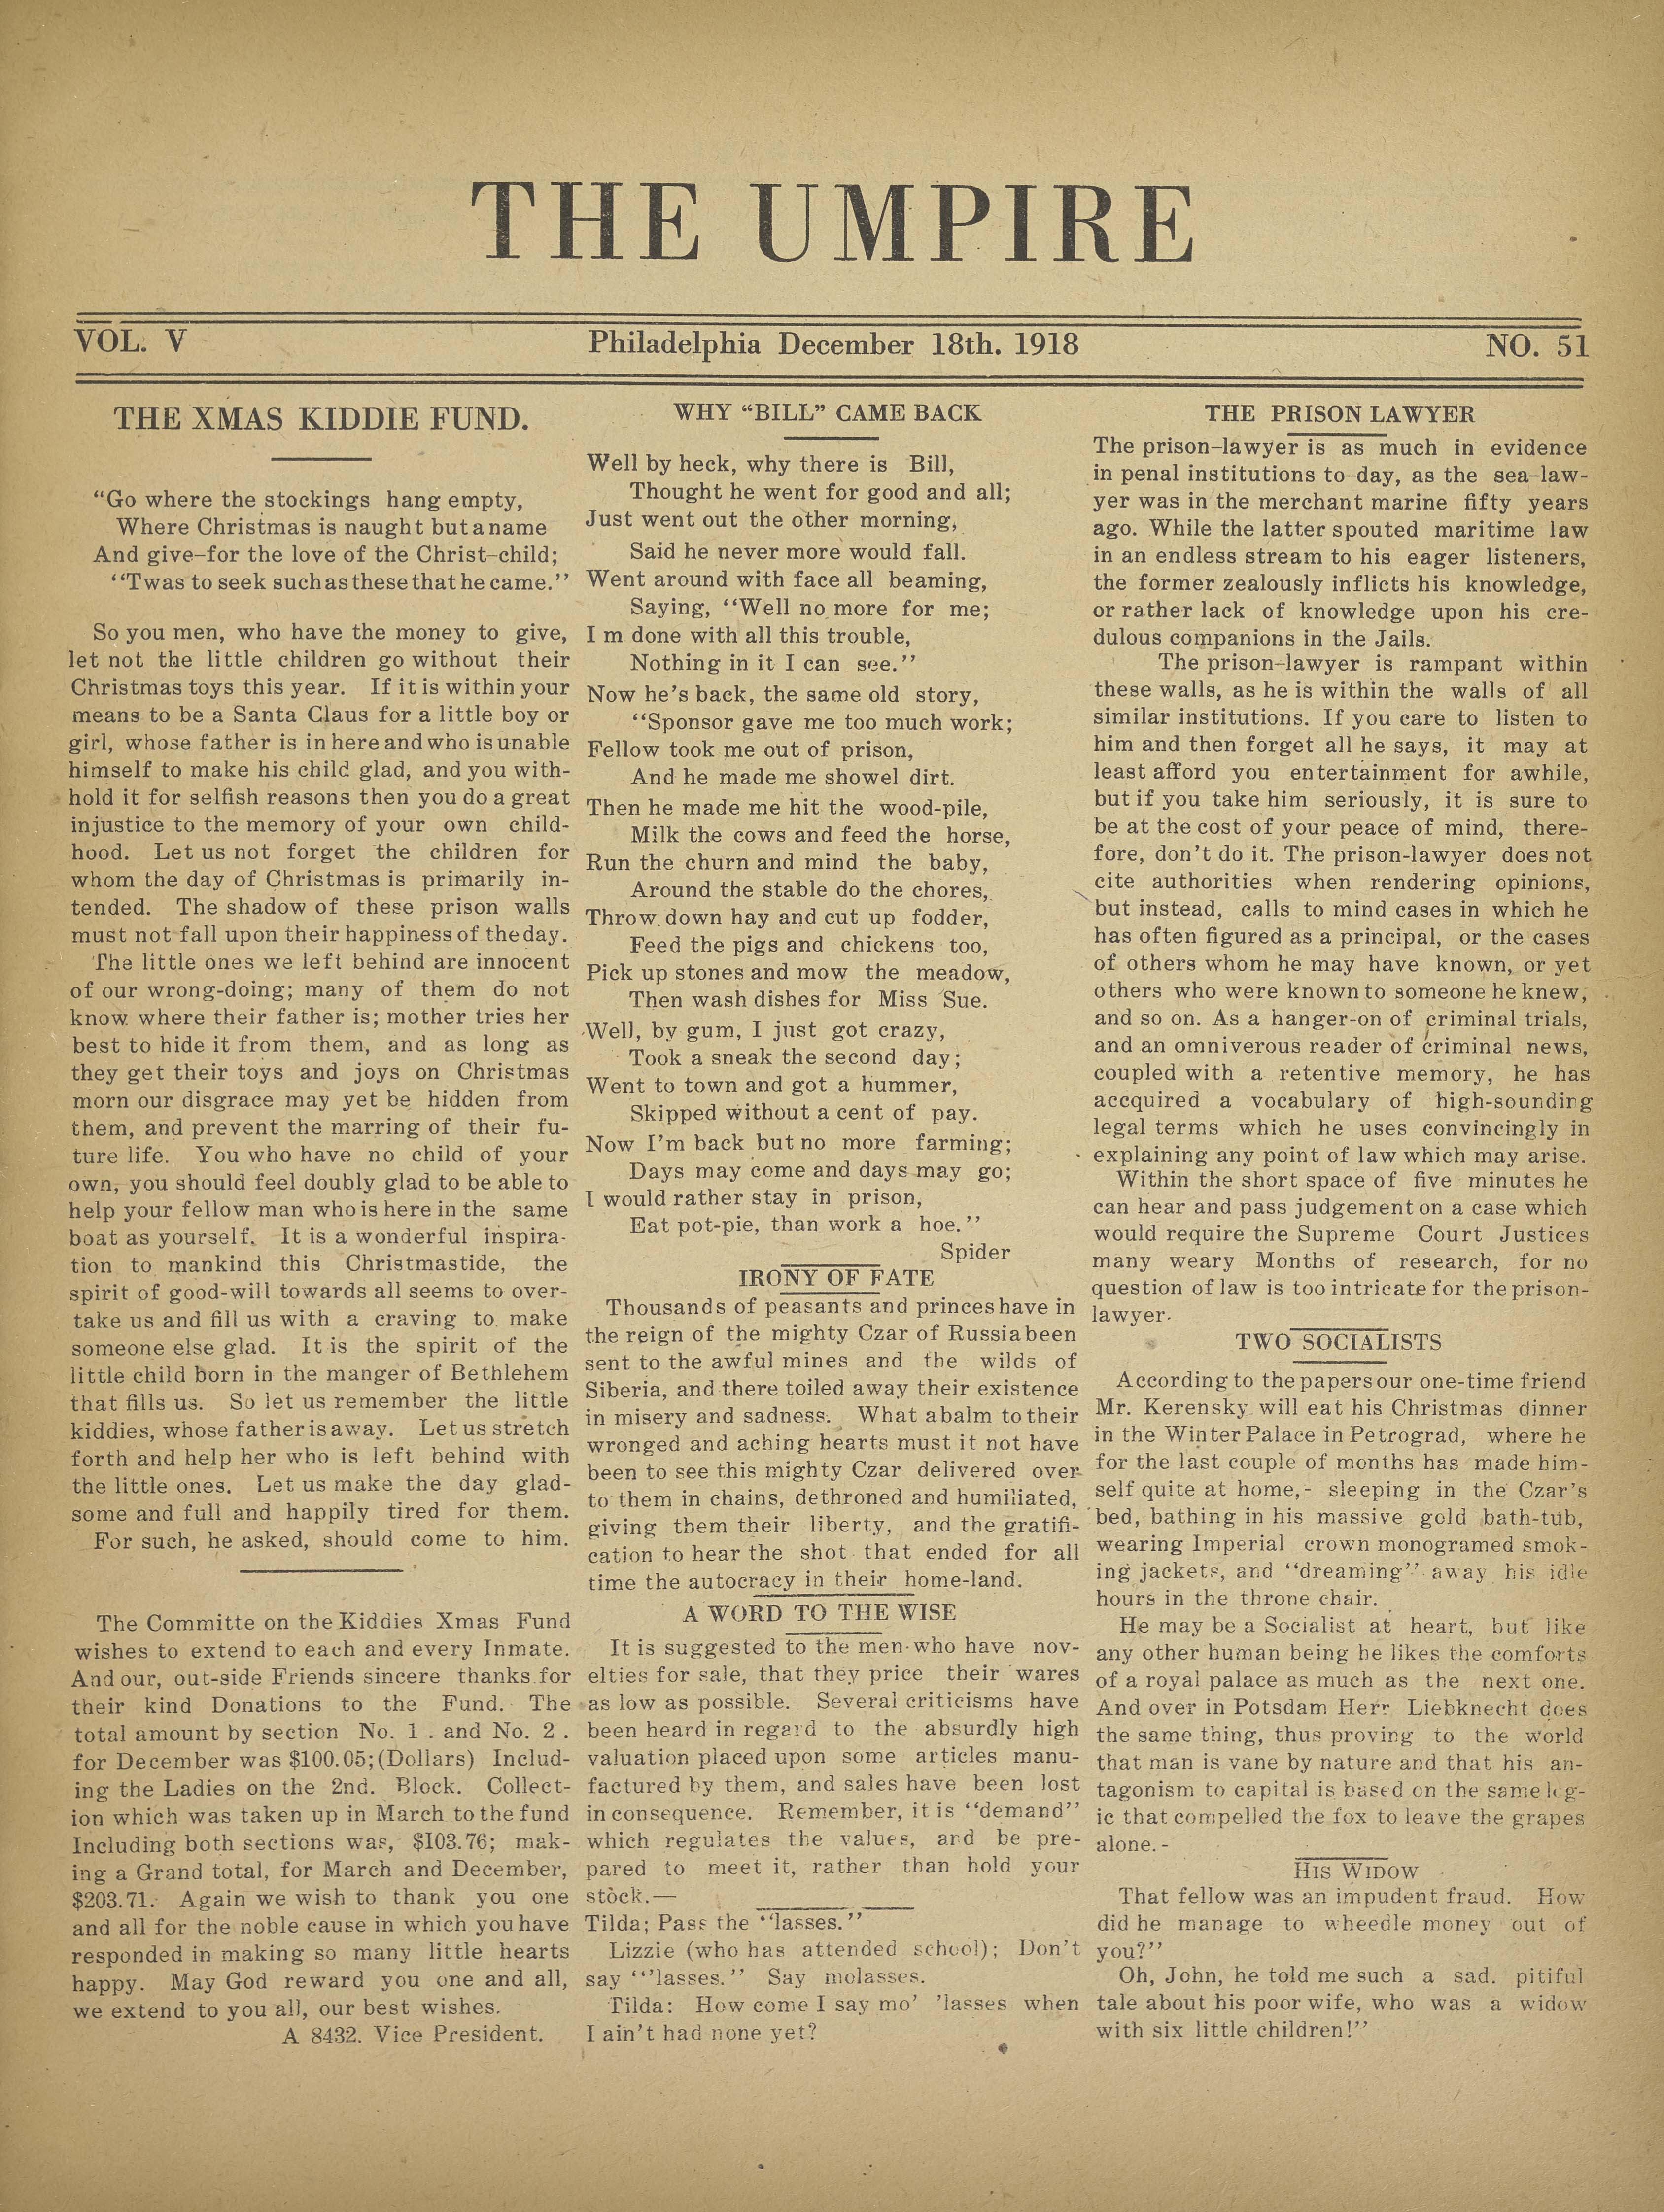 THE UMPIRE
VOL. V Philadelphia December 18th. 1918 NO. 51
THE XMAS KIDDIE FUND.
"Go where the stockings hang empty,
Where Christmas is naught but a name
And give-for the love of the Christ-child;
''Twas to seek such as these that he came.''
So you men, who have the money to give,
let not the little children go without their
Christmas toys this year. If it is within your
means to be a Santa Claus for a little boy or
girl, whose father is in here and who is unable
himself to make his child glad, and you with-
hold it for selfish reasons then you do a great
injustice to the memory of your own child-
hood. Let us not forget the children for
whom the day of Christmas is primarily in-
tended. The shadow of these prison walls
must not fall upon their happiness of the day.
The little ones we left behind are innocent
of our wrong-doing; many of them do not
know where their father is; mother tries her
best to hide it from them, and as long as
they get their toys and joys on Christmas
morn our disgrace may yet be hidden from
them, and prevent the marring of their fu-
ture life. You who have no child of your
own, you should feel doubly glad to be able to
help your fellow man who is here in the same
boat as yourself. It is a wonderful inspira-
tion to mankind this Christmastide, the
spirit of good-will towards all seems to over-
take us and fill us with a craving to make
someone else glad. It is the spirit of the
little child born in the manger of Bethlehem
that fills us. So let us remember the little
kiddies, whose father is away. Let us stretch
forth and help her who is left behind with
the little ones. Let us make the day glad-
some and full and happily tired for them.
For such, he asked, should come to him.
The Committe on the Kiddies Xmas Fund
wishes to extend to each and every Inmate.
And our, out-side Friends sincere thanks for
their kind Donations to the Fund. The
total amount by section No. 1 . and No. 2 .
for December was $100.05;(Dollars) Includ-
ing the Ladies on the 2nd. Block. Collect-
ion which was taken up in March to the fund
Including both sections was, $103.76; mak-
ing a Grand total, for March and December,
$203.71. Again we wish to thank you one
and all for the noble cause in which you have
responded in making so many little hearts
happy. May God reward you one and all,
we extend to you all, our best wishes.
A 8432. Vice President.
WHY "BILL" CAME BACK
Well by heck, why there is Bill,
Thought he went for good and all;
Just went out the other morning,
Said he never more would fall.
Went around with face all beaming,
Saying, ''Well no more for me;
I m done with all this trouble,
Nothing in it I can see.''
Now he's back, the same old story,
''Sponsor gave me too much work;
Fellow took me out of prison,
And he made me showel dirt.
Then he made me hit the wood-pile,
Milk the cows and feed the horse,
Run the churn and mind the baby,
Around the stable do the chores,
Throw down hay and cut up fodder,
Feed the pigs and chickens too,
Pick up stones and mow the meadow,
Then wash dishes for Miss Sue.
Well, by gum, I just got crazy,
Took a sneak the second day;
Went to town and got a hummer,
Skipped without a cent of pay.
Now I'm back but no more farming;
Days may come and days may go;
I would rather stay in prison,
Eat pot-pie, than work a hoe.''
Spider
IRONY OF FATE
Thousands of peasants and princes have in
the reign of the mighty Czar of Russia been
sent to the awful mines and the wilds of
Siberia, and there toiled away their existence
in misery and sadness. What abalm to their
wronged and aching hearts must it not have
been to see this mighty Czar delivered over
to them in chains, dethroned and humiliated,
giving them their liberty, and the gratifi-
cation to hear the shot that ended for all
time the autocracy in their home-land.
A WORD TO THE WISE
It is suggested to the men who have nov-
elties for sale, that they price their wares
as low as possible. Several criticisms have
been heard in regard to the absurdly high
valuation placed upon some articles manu-
factured by them, and sales have been lost
in consequence. Remember, it is ''demand''
which regulates the values, and be pre-
pared to meet it, rather than hold your
stock.—
Tilda; Pass the ''lasses.''
Lizzie (who has attended school); Don't
say '''lasses.'' Say molasses.
Tilda: How come I say mo' 'lasses when
I ain't had none yet?
THE PRISON LAWYER
The prison-lawyer is as much in evidence
in penal institutions to-day, as the sea-law-
yer was in the merchant marine fifty years
ago. While the latter spouted maritime law
in an endless stream to his eager listeners,
the former zealously inflicts his knowledge,
or rather lack of knowledge upon his cre-
dulous companions in the Jails.
The prison-lawyer is rampant within
these walls, as he is within the walls of all
similar institutions. If you care to listen to
him and then forget all he says, it may at
least afford you entertainment for awhile,
but if you take him seriously, it is sure to
be at the cost of your peace of mind, there-
fore, don't do it. The prison-lawyer does not
cite authorities when rendering opinions,
but instead, calls to mind cases in which he
has often figured as a principal, or the cases
of others whom he may have known, or yet
others who were known to someone he knew,
and so on. As a hanger-on of criminal trials,
and an omniverous reader of criminal news,
coupled with a retentive memory, he has
accquired a vocabulary of high-sounding
legal terms which he uses convincingly in
explaining any point of law which may arise.
Within the short space of five minutes he
can hear and pass judgement on a case which
would require the Supreme Court Justices
many weary Months of research, for no
question of law is too intricate for the prison-
lawyer.
TWO SOCIALISTS
According to the papers our one-time friend
Mr. Kerensky will eat his Christmas dinner
in the Winter Palace in Petrograd, where he
for the last couple of months has made him-
self quite at home,- sleeping in the Czar's
bed, bathing in his massive gold bath-tub,
wearing Imperial crown monogramed smok-
ing jackets, and ''dreaming'' away his idle
hours in the throne chair.
He may be a Socialist at heart, but like
any other human being he likes the comforts
of a royal palace as much as the next one.
And over in Potsdam Herr Liebknecht does
the same thing, thus proving to the world
that man is vane by nature and that his an-
tagonism to capital is based on the same log-
ic that compelled the fox to leave the grapes
alone.-
HIS WIDOW
That fellow was an impudent fraud. How
did he manage to wheedle money out of
you?''
Oh, John, he told me such a sad. pitiful
tale about his poor wife, who was a widow
with six little children!''